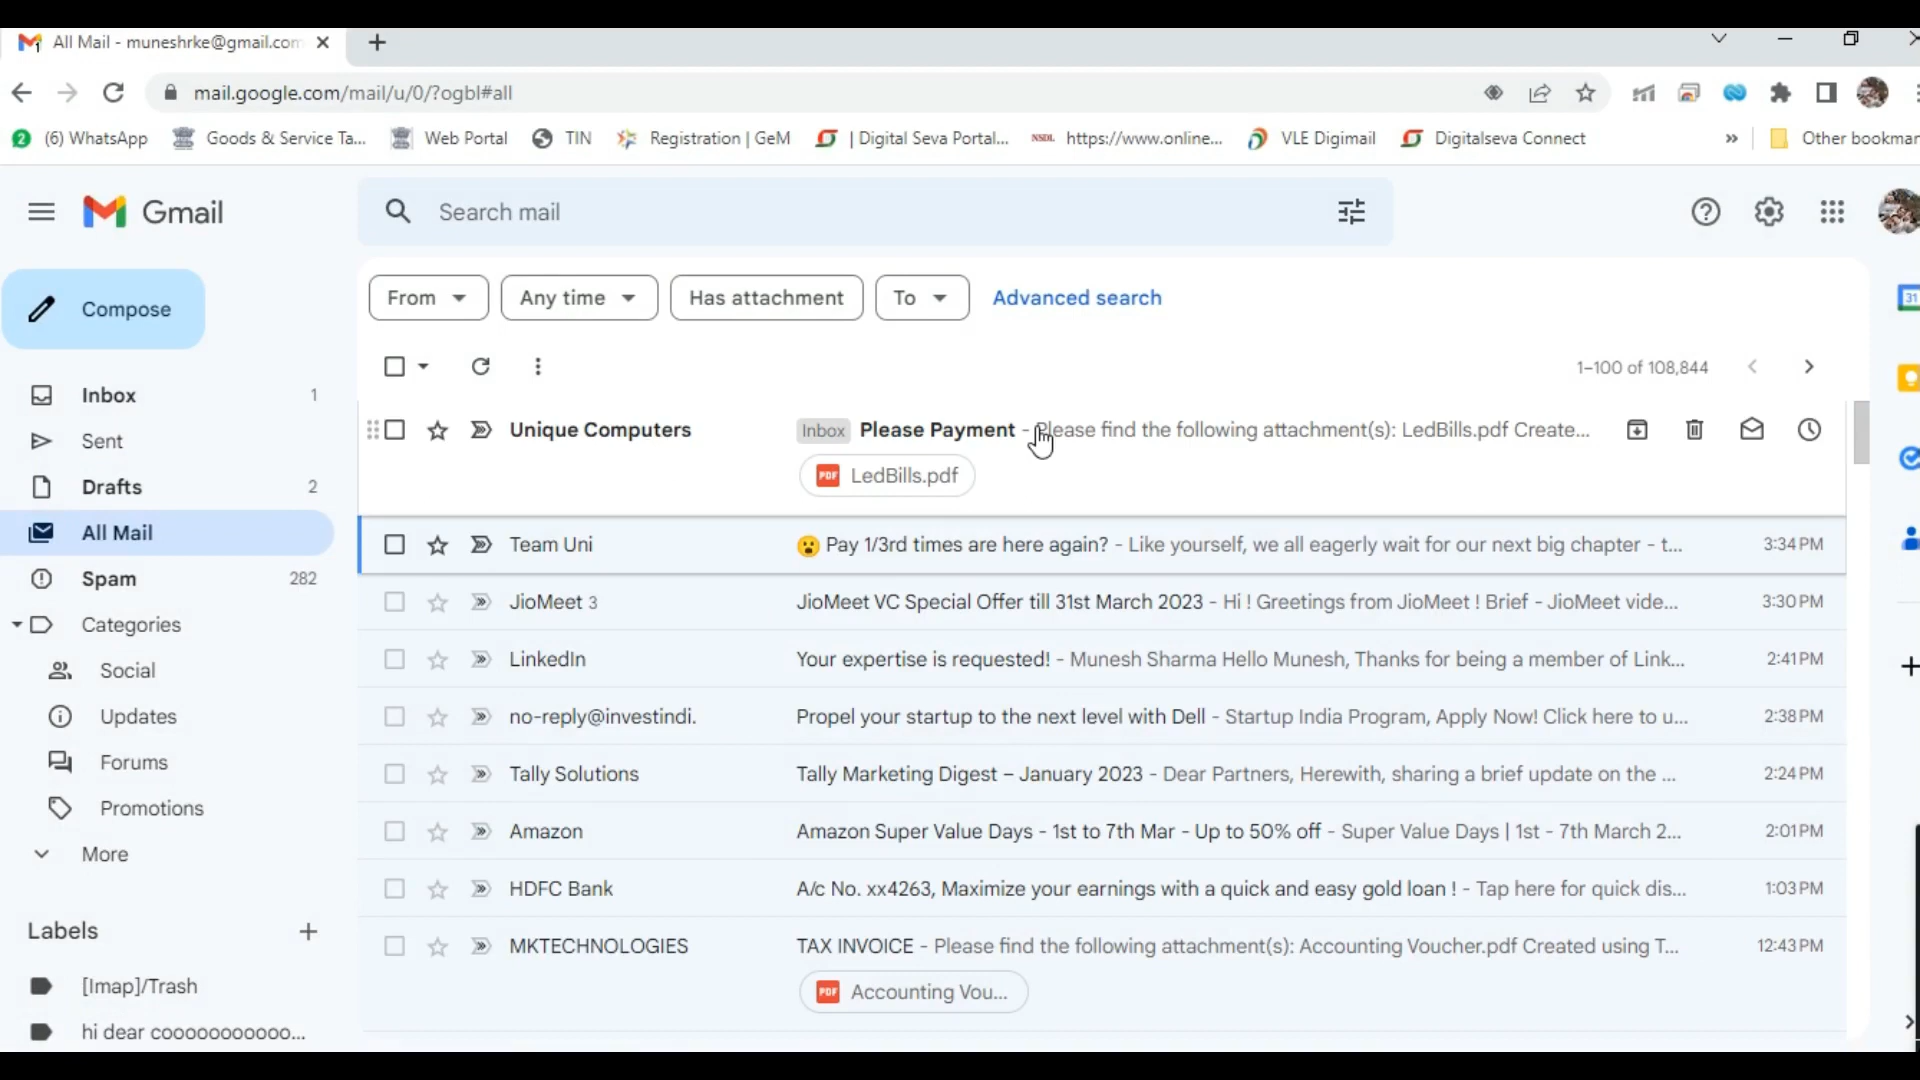 All Mail - muneshrke@gmail.com
mail.google.com/mail/u/0/?ogbl#all
(6) WhatsApp Goods & Service Ta... Web Portal TIN Registration | GeM | Digital Seva Portal... NSDL https://www.online... VLE Digimail Digitalseva Connect » Other bookmar
Gmail Search mail
Compose
From Any time Has attachment To Advanced search
1–100 of 108,844
Inbox 1
Sent
Drafts 2
All Mail
Spam 282
Categories
Social
Updates
Forums
Promotions
More
Labels +
[Imap]/Trash
hi dear cooooooooooo...
Unique Computers Inbox Please Payment - Please find the following attachment(s): LedBills.pdf Create...
PDF LedBills.pdf
Team Uni 😮 Pay 1/3rd times are here again? - Like yourself, we all eagerly wait for our next big chapter - t... 3:34 PM
JioMeet 3 JioMeet VC Special Offer till 31st March 2023 - Hi ! Greetings from JioMeet ! Brief - JioMeet vide... 3:30 PM
LinkedIn Your expertise is requested! - Munesh Sharma Hello Munesh, Thanks for being a member of Link... 2:41 PM
no-reply@investindi. Propel your startup to the next level with Dell - Startup India Program, Apply Now! Click here to u... 2:38 PM
Tally Solutions Tally Marketing Digest – January 2023 - Dear Partners, Herewith, sharing a brief update on the ... 2:24 PM
Amazon Amazon Super Value Days - 1st to 7th Mar - Up to 50% off - Super Value Days | 1st - 7th March 2... 2:01 PM
HDFC Bank A/c No. xx4263, Maximize your earnings with a quick and easy gold loan ! - Tap here for quick dis... 1:03 PM
MKTECHNOLOGIES TAX INVOICE - Please find the following attachment(s): Accounting Voucher.pdf Created using T... 12:43 PM
PDF Accounting Vou...
31